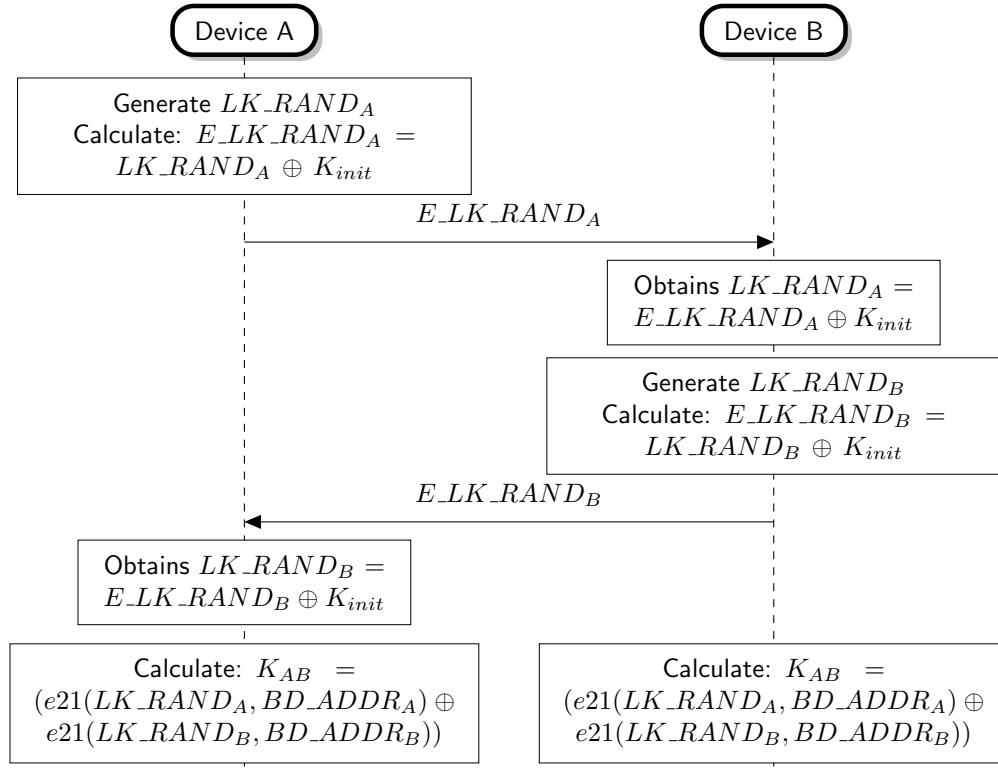 Device A
Device B
Generate LK_RAND_A
Calculate: E_LK_RAND_A =
LK_RAND_A ⊕ K_init
E_LK_RAND_A
Obtains LK_RAND_A =
E_LK_RAND_A ⊕ K_init
Generate LK_RAND_B
Calculate: E_LK_RAND_B =
LK_RAND_B ⊕ K_init
E_LK_RAND_B
Obtains LK_RAND_B =
E_LK_RAND_B ⊕ K_init
Calculate: K_AB =
(e21(LK_RAND_A, BD_ADDR_A) ⊕
e21(LK_RAND_B, BD_ADDR_B))
Calculate: K_AB =
(e21(LK_RAND_A, BD_ADDR_A) ⊕
e21(LK_RAND_B, BD_ADDR_B))